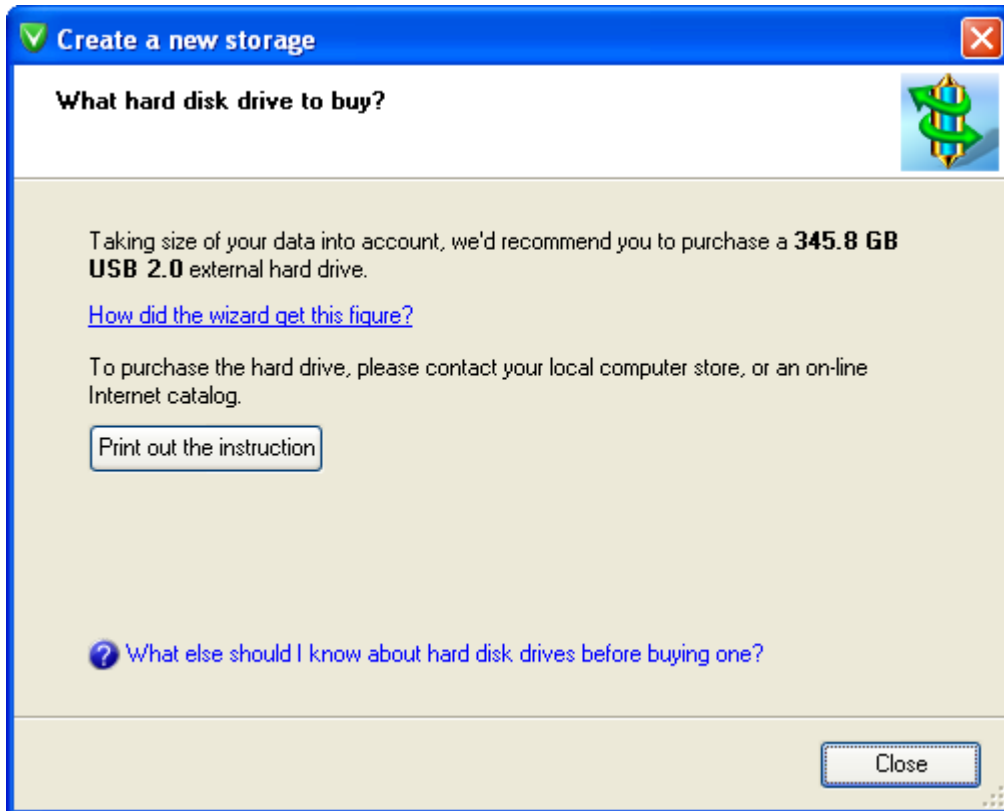 Create a new storage
What hard disk drive to buy?
Taking size of your data into account, we'd recommend you to purchase a 345.8 GB
USB 2.0 external hard drive.
How did the wizard get this figure?
To purchase the hard drive, please contact your local computer store, or an on-line
Internet catalog.
Print out the instruction
What else should I know about hard disk drives before buying one?
Close